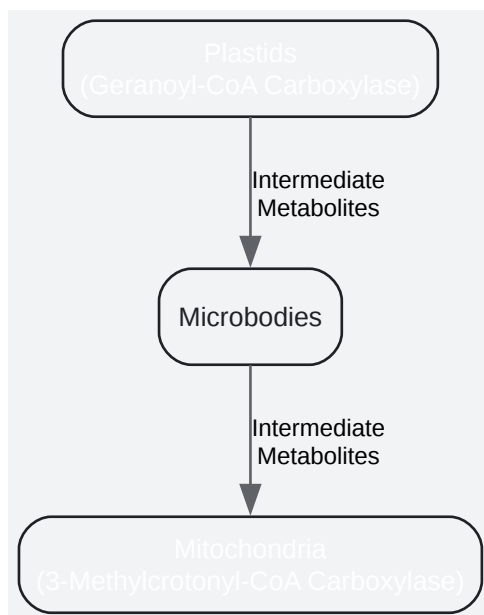 Plastids
(Geranoyl-CoA Carboxylase)
Intermediate
Metabolites
Microbodies
Intermediate
Metabolites
Mitochondria
(3-Methylcrotonyl-CoA Carboxylase)